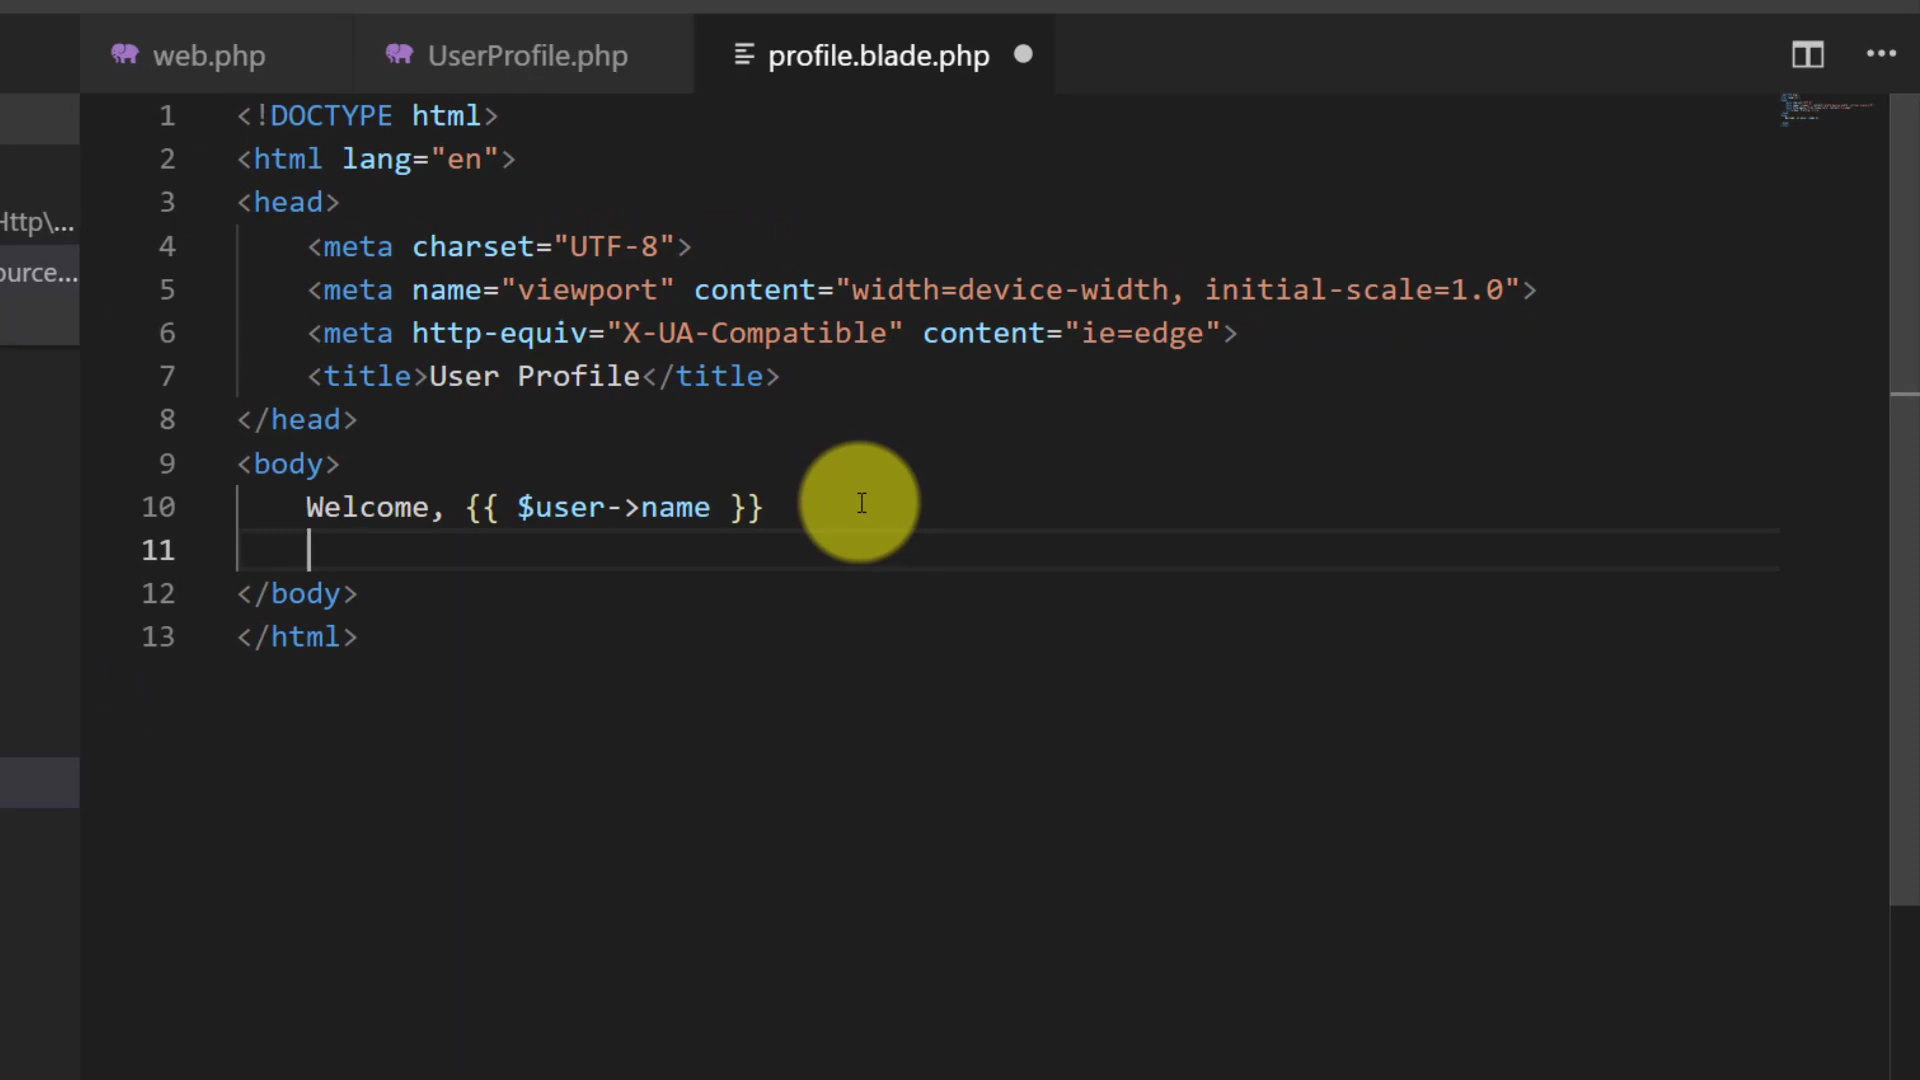 web.php
UserProfile.php
profile.blade.php
Http\...
ource...
1 <!DOCTYPE html>
2 <html lang="en">
3 <head>
4 <meta charset="UTF-8">
5 <meta name="viewport" content="width=device-width, initial-scale=1.0">
6 <meta http-equiv="X-UA-Compatible" content="ie=edge">
7 <title>User Profile</title>
8 </head>
9 <body>
10 Welcome, {{ $user->name }}
11
12 </body>
13 </html>